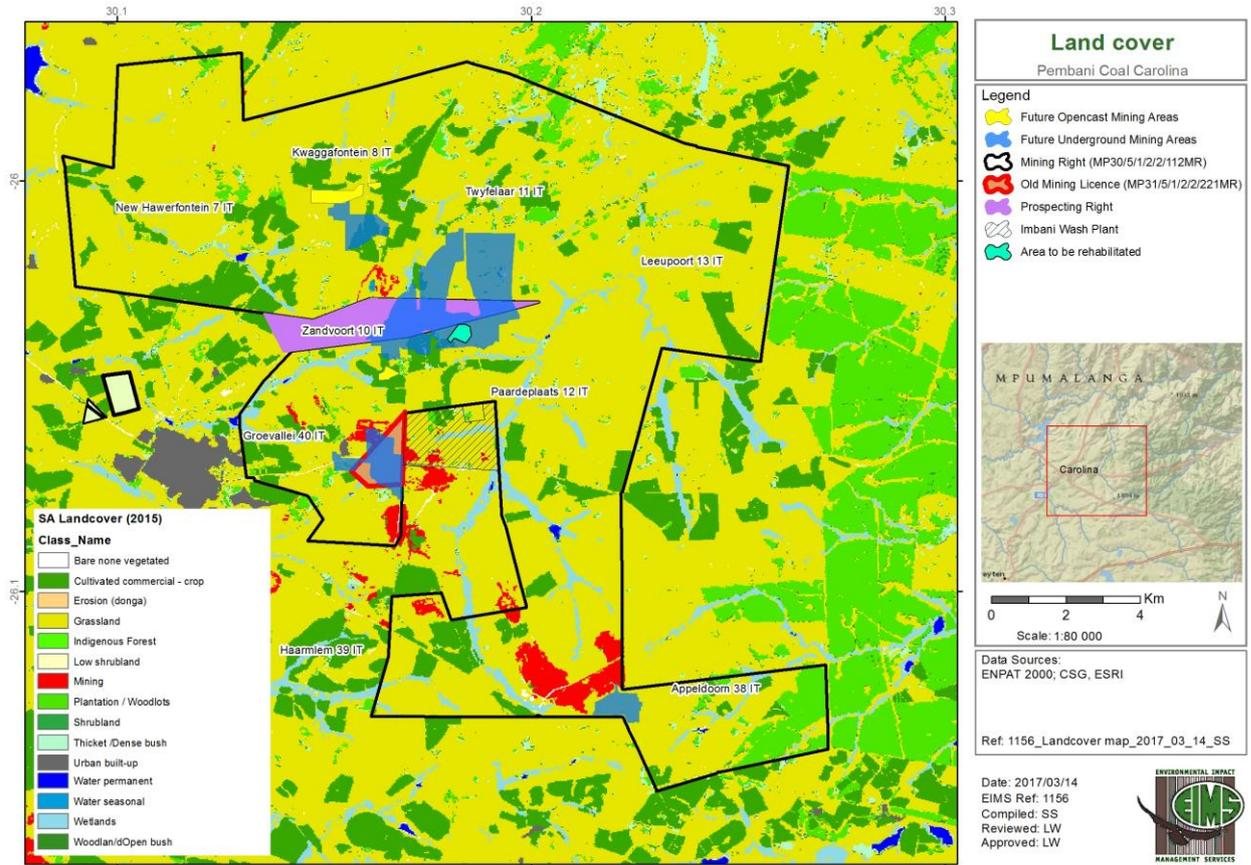 30.1
30.2
30.3
-26
-26.1
Kwaggafontein 8 IT
Twyfelaar 11 IT
New Hawerfontein 7 IT
Leeupoort 13 IT
Zandvoort 10 IT
Paardeplaats 12 IT
Groevallei 40 IT
Haarmlem 39 IT
Appeldoorn 38 IT
SA Landcover (2015)
Class_Name
Bare none vegetated
Cultivated commercial - crop
Erosion (donga)
Grassland
Indigenous Forest
Low shrubland
Mining
Plantation / Woodlots
Shrubland
Thicket /Dense bush
Urban built-up
Water permanent
Water seasonal
Wetlands
Woodlan/dOpen bush
Land cover
Pembani Coal Carolina
Legend
Future Opencast Mining Areas
Future Underground Mining Areas
Mining Right (MP30/5/1/2/2/112MR)
Old Mining Licence (MP31/5/1/2/2/221MR)
Prospecting Right
Imbani Wash Plant
Area to be rehabilitated
MPUMALANGA
Carolina
eyten
0 2 4 Km
N
Scale: 1:80 000
Data Sources:
ENPAT 2000; CSG, ESRI
Ref: 1156_Landcover map_2017_03_14_SS
Date: 2017/03/14
EIMS Ref: 1156
Compiled: SS
Reviewed: LW
Approved: LW
ENVIRONMENTAL IMPACT
EIMS
MANAGEMENT SERVICES